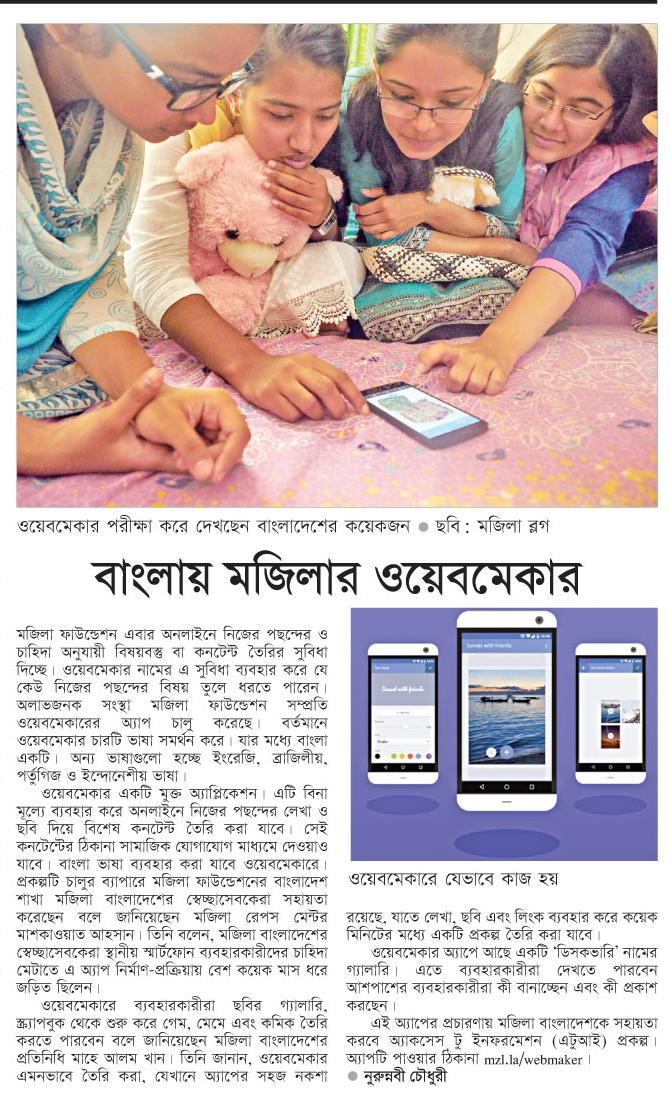 ওয়েবমেকার পরীক্ষা করে দেখছেন বাংলাদেশের কয়েকজন ● ছবি : মজিলা ব্লগ
বাংলায় মজিলার ওয়েবমেকার
মজিলা ফাউন্ডেশন এবার অনলাইনে নিজের পছন্দের ও
চাহিদা অনুযায়ী বিষয়বস্তু বা কনটেন্ট তৈরির সুবিধা
দিচ্ছে। ওয়েবমেকার নামের এ সুবিধা ব্যবহার করে যে
কেউ নিজের পছন্দের বিষয় তুলে ধরতে পারেন।
অলাভজনক সংস্থা মজিলা ফাউন্ডেশন সম্প্রতি
ওয়েবমেকারের অ্যাপ চালু করেছে। বর্তমানে
ওয়েবমেকার চারটি ভাষা সমর্থন করে। যার মধ্যে বাংলা
একটি। অন্য ভাষাগুলো হচ্ছে ইংরেজি, ব্রাজিলীয়,
পর্তুগিজ ও ইন্দোনেশীয় ভাষা।
ওয়েবমেকার একটি মুক্ত অ্যাপ্লিকেশন। এটি বিনা
মূল্যে ব্যবহার করে অনলাইনে নিজের পছন্দের লেখা ও
ছবি দিয়ে বিশেষ কনটেন্ট তৈরি করা যাবে। সেই
কনটেন্টের ঠিকানা সামাজিক যোগাযোগ মাধ্যমে দেওয়াও
যাবে। বাংলা ভাষা ব্যবহার করা যাবে ওয়েবমেকারে।
প্রকল্পটি চালুর ব্যাপারে মজিলা ফাউন্ডেশনের বাংলাদেশ
শাখা মজিলা বাংলাদেশের স্বেচ্ছাসেবকেরা সহায়তা
করেছেন বলে জানিয়েছেন মজিলা রেপস মেন্টর
মাশকাওয়াত আহসান। তিনি বলেন, মজিলা বাংলাদেশের
স্বেচ্ছাসেবকেরা স্থানীয় স্মার্টফোন ব্যবহারকারীদের চাহিদা
মেটাতে এ অ্যাপ নির্মাণ-প্রক্রিয়ায় বেশ কয়েক মাস ধরে
জড়িত ছিলেন।
ওয়েবমেকারে ব্যবহারকারীরা ছবির গ্যালারি,
স্ক্র্যাপবুক থেকে শুরু করে গেম, মেমে এবং কমিক তৈরি
করতে পারবেন বলে জানিয়েছেন মজিলা বাংলাদেশের
প্রতিনিধি মাহে আলম খান। তিনি জানান, ওয়েবমেকার
এমনভাবে তৈরি করা, যেখানে অ্যাপের সহজ নকশা
Sunset with friends
Sunset with friends
ওয়েবমেকারে যেভাবে কাজ হয়
রয়েছে, যাতে লেখা, ছবি এবং লিংক ব্যবহার করে কয়েক
মিনিটের মধ্যে একটি প্রকল্প তৈরি করা যাবে।
ওয়েবমেকার অ্যাপে আছে একটি ‘ডিসকভারি’ নামের
গ্যালারি। এতে ব্যবহারকারীরা দেখতে পারবেন
আশপাশের ব্যবহারকারীরা কী বানাচ্ছেন এবং কী প্রকাশ
করছেন।
এই অ্যাপের প্রচারণায় মজিলা বাংলাদেশকে সহায়তা
করবে অ্যাকসেস টু ইনফরমেশন (এটুআই) প্রকল্প।
অ্যাপটি পাওয়ার ঠিকানা mzl.la/webmaker।
● নুরুন্নবী চৌধুরী